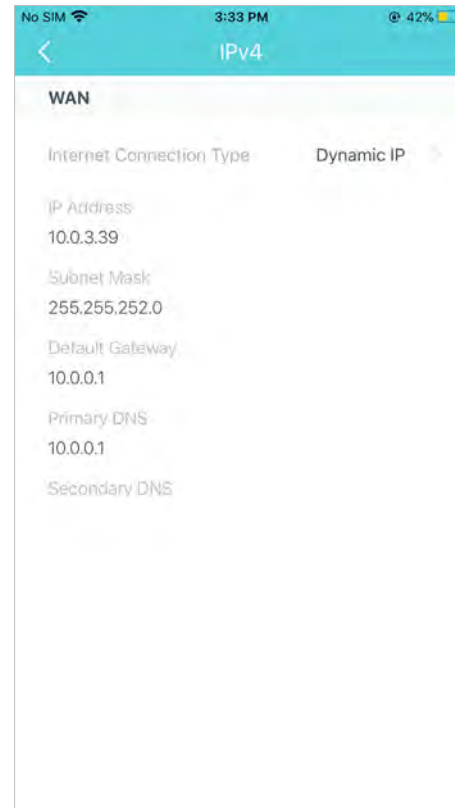 No SIM 3:33 PM 42%
IPv4
WAN
Internet Connection Type Dynamic IP
IP Address
10.0.3.39
Subnet Mask
255.255.252.0
Default Gateway
10.0.0.1
Primary DNS
10.0.0.1
Secondary DNS